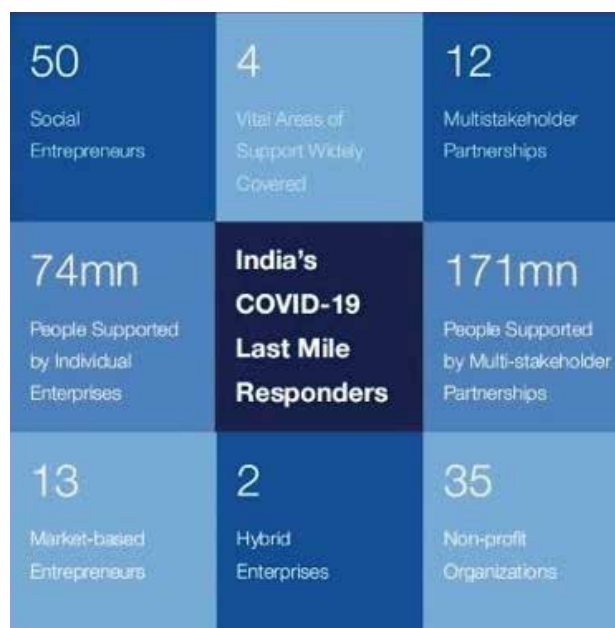 50
Social
Entrepreneurs
4
Vital Areas of
Support Widely
Covered
12
Multistakeholder
Partnerships
74mn
People Supported
by Individual
Enterprises
India's
COVID-19
Last Mile
Responders
171mn
People Supported
by Multi-stakeholder
Partnerships
13
Market-based
Entrepreneurs
2
Hybrid
Enterprises
35
Non-profit
Organizations